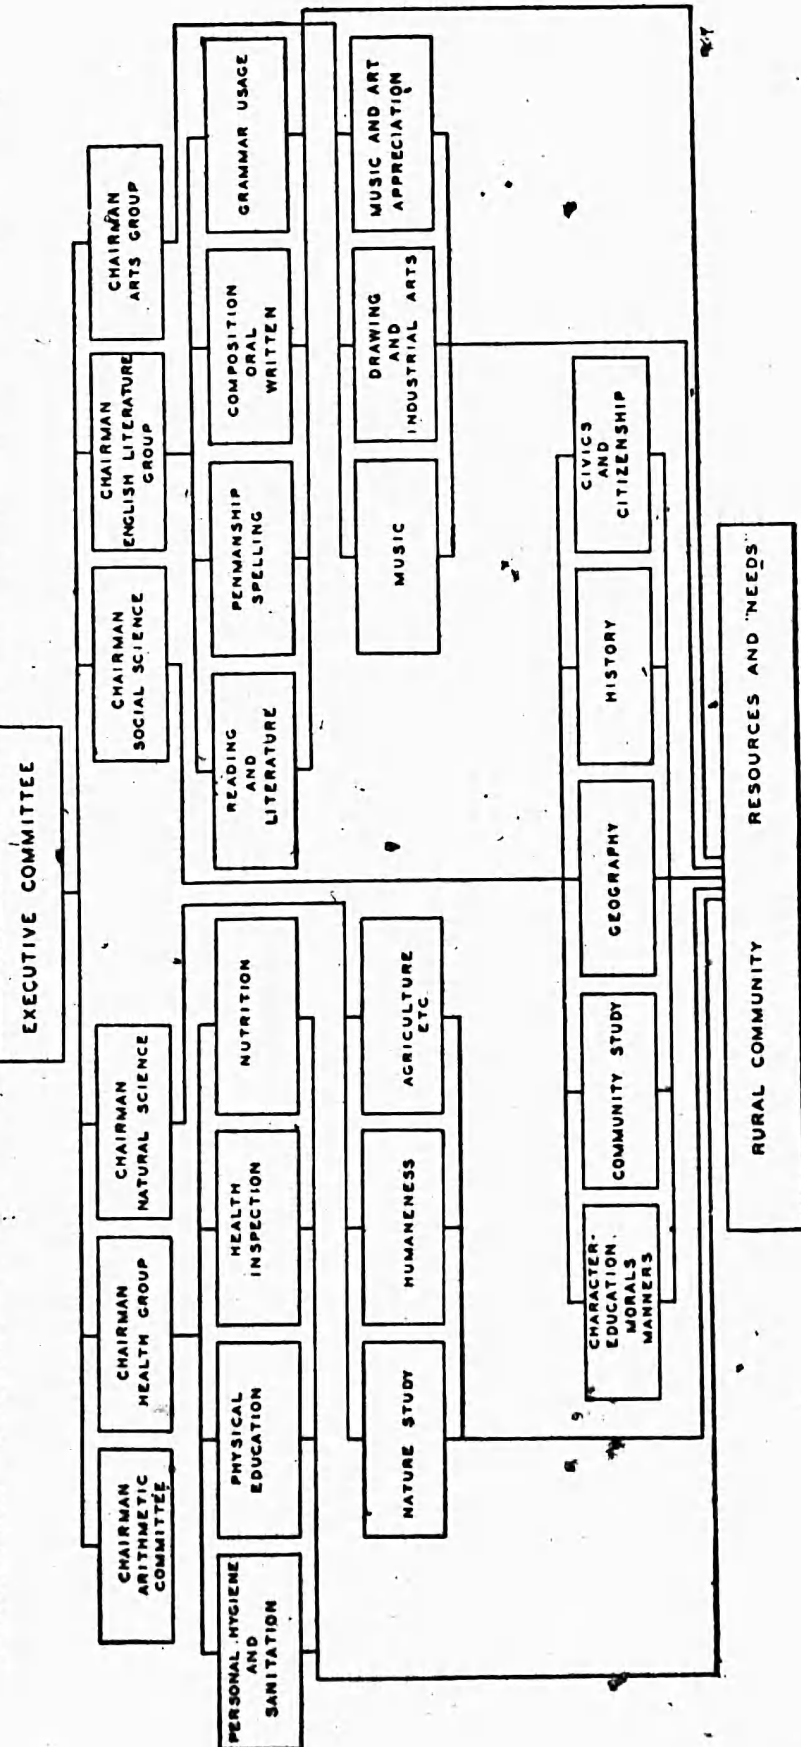 EXECUTIVE COMMITTEE
CHAIRMAN
ARITHMETIC
COMMITTEE
CHAIRMAN
HEALTH GROUP
CHAIRMAN
NATURAL SCIENCE
CHAIRMAN
SOCIAL SCIENCE
CHAIRMAN
ENGLISH LITERATURE
GROUP
CHAIRMAN
ARTS GROUP
PERSONAL HYGIENE
AND
SANITATION
PHYSICAL
EDUCATION
HEALTH
INSPECTION
NUTRITION
READING
AND
LITERATURE
PENMANSHIP
SPELLING
COMPOSITION
ORAL
WRITTEN
GRAMMAR USAGE
NATURE STUDY
HUMANENESS
AGRICULTURE
ETC.
MUSIC
DRAWING
AND
INDUSTRIAL ARTS
MUSIC AND ART
APPRECIATION
CHARACTER-
EDUCATION.
MORALS
MANNERS
COMMUNITY STUDY
GEOGRAPHY
HISTORY
CIVICS
AND
CITIZENSHIP
RURAL COMMUNITY RESOURCES AND "NEEDS"